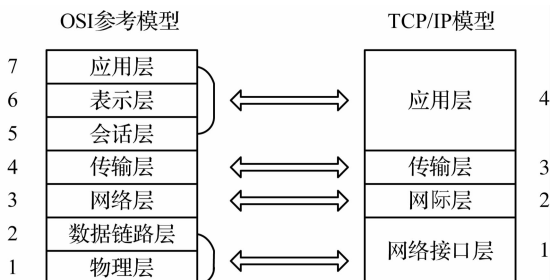 OSI参考模型 TCP/IP模型
7 应用层
6 表示层 应用层 4
5 会话层
4 传输层 传输层 3
3 网络层 网际层 2
2 数据链路层
网络接口层 1
1 物理层